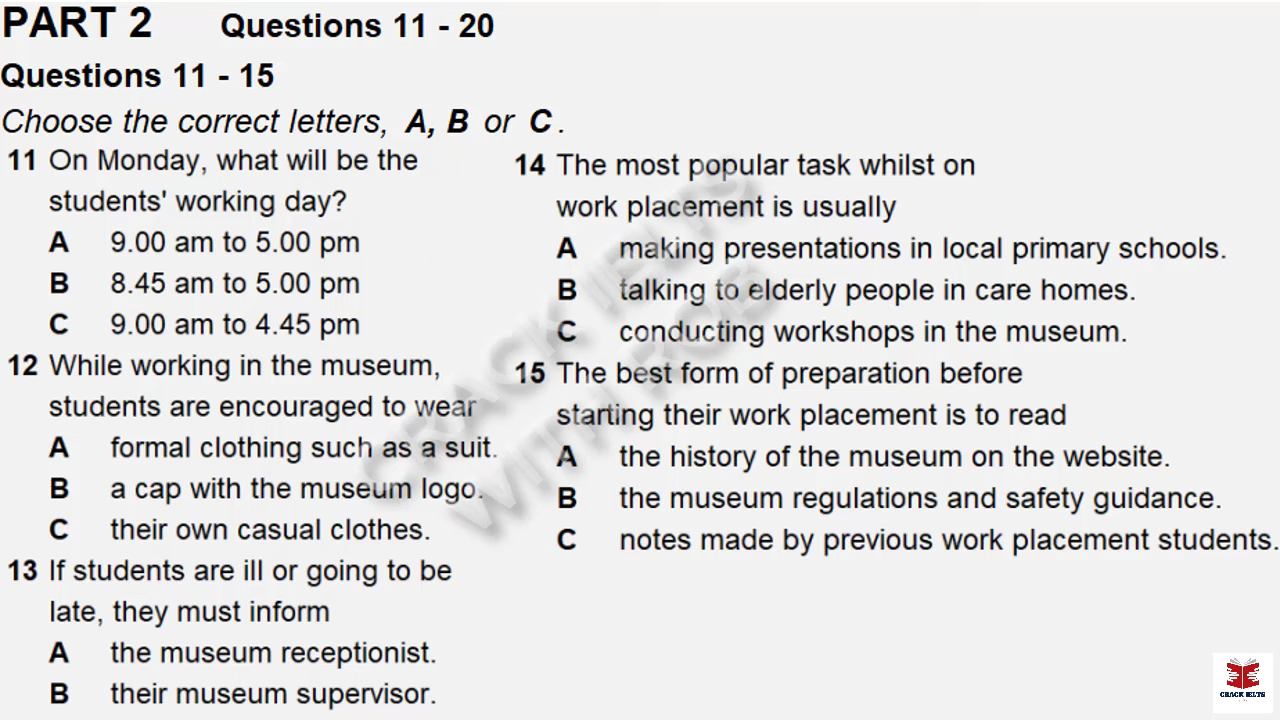 PART 2 Questions 11 - 20
Questions 11 - 15
Choose the correct letters, A, B or C .
11 On Monday, what will be the
students' working day?
A 9.00 am to 5.00 pm
B 8.45 am to 5.00 pm
C 9.00 am to 4.45 pm
12 While working in the museum,
students are encouraged to wear
A formal clothing such as a suit.
B a cap with the museum logo.
C their own casual clothes.
13 If students are ill or going to be
late, they must inform
A the museum receptionist.
B their museum supervisor.
14 The most popular task whilst on
work placement is usually
A making presentations in local primary schools.
B talking to elderly people in care homes.
C conducting workshops in the museum.
15 The best form of preparation before
starting their work placement is to read
A the history of the museum on the website.
B the museum regulations and safety guidance.
C notes made by previous work placement students.
CRACK IELTS
WITH ROB
CRACK IELTS